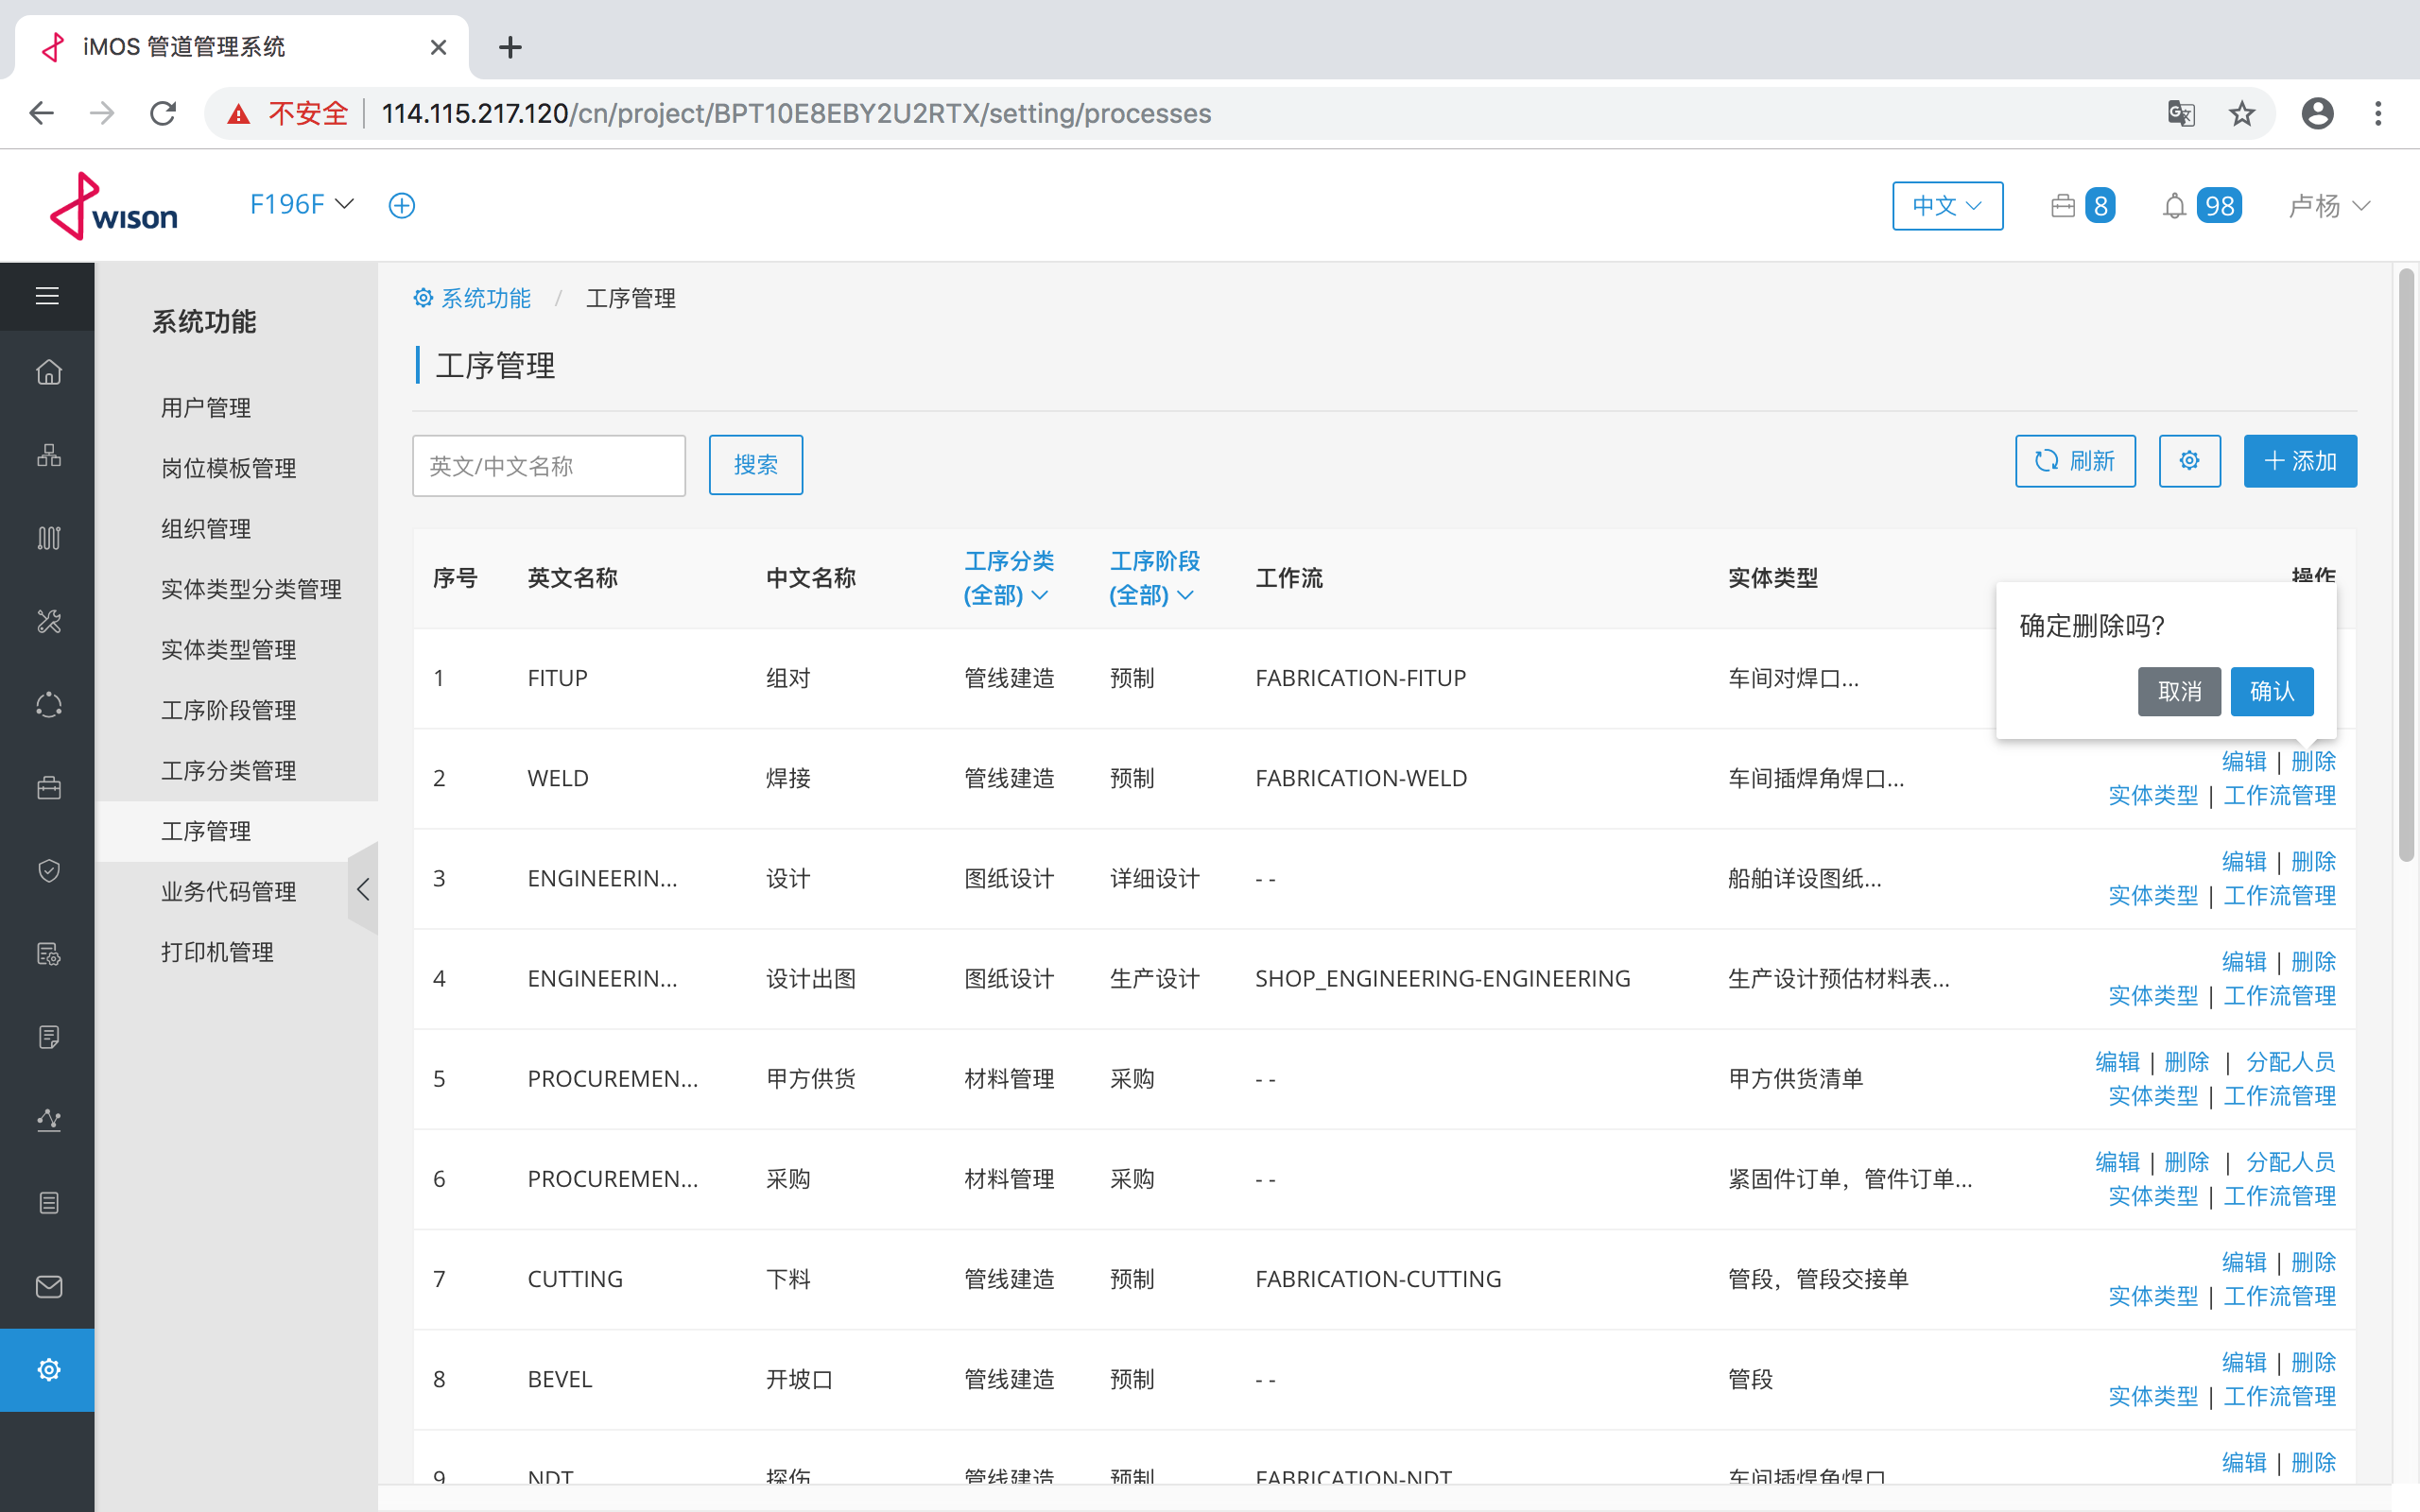 iMOS 管道管理系统
不安全 114.115.217.120/cn/project/BPT10E8EBY2U2RTX/setting/processes
wison F196F 中文 8 98 卢杨
系统功能
用户管理
岗位模板管理
组织管理
实体类型分类管理
实体类型管理
工序阶段管理
工序分类管理
工序管理
业务代码管理
打印机管理
系统功能 / 工序管理
工序管理
英文/中文名称 搜索 刷新 添加
序号 英文名称 中文名称 工序分类 (全部) 工序阶段 (全部) 工作流 实体类型 操作
确定删除吗?
取消 确认
1 FITUP 组对 管线建造 预制 FABRICATION-FITUP 车间对焊口...
2 WELD 焊接 管线建造 预制 FABRICATION-WELD 车间插焊角焊口...
编辑 | 删除
实体类型 | 工作流管理
3 ENGINEERIN... 设计 图纸设计 详细设计 - - 船舶详设图纸...
编辑 | 删除
实体类型 | 工作流管理
4 ENGINEERIN... 设计出图 图纸设计 生产设计 SHOP_ENGINEERING-ENGINEERING 生产设计预估材料表...
编辑 | 删除
实体类型 | 工作流管理
5 PROCUREMEN... 甲方供货 材料管理 采购 - - 甲方供货清单
编辑 | 删除 | 分配人员
实体类型 | 工作流管理
6 PROCUREMEN... 采购 材料管理 采购 - - 紧固件订单，管件订单...
编辑 | 删除 | 分配人员
实体类型 | 工作流管理
7 CUTTING 下料 管线建造 预制 FABRICATION-CUTTING 管段，管段交接单
编辑 | 删除
实体类型 | 工作流管理
8 BEVEL 开坡口 管线建造 预制 - - 管段
编辑 | 删除
实体类型 | 工作流管理
9 NDT 探伤 管线建造 预制 FABRICATION-NDT 车间插焊角焊口
编辑 | 删除